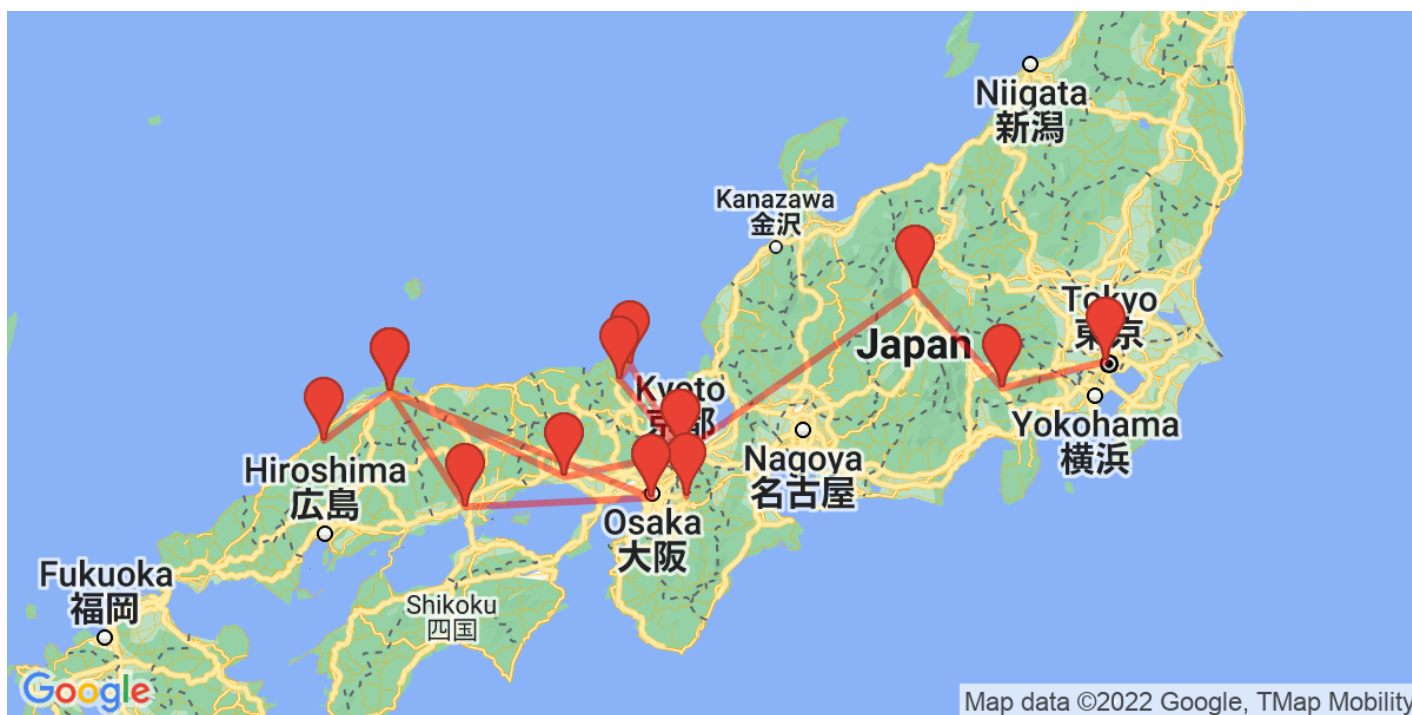 Niigata
新潟
Kanazawa
金沢
Tokyo
東京
Japan
Kyoto
京都
Yokohama
横浜
Nagoya
名古屋
Hiroshima
広島
Osaka
大阪
Fukuoka
福岡
Shikoku
四国
Google
Map data ©2022 Google, TMap Mobility